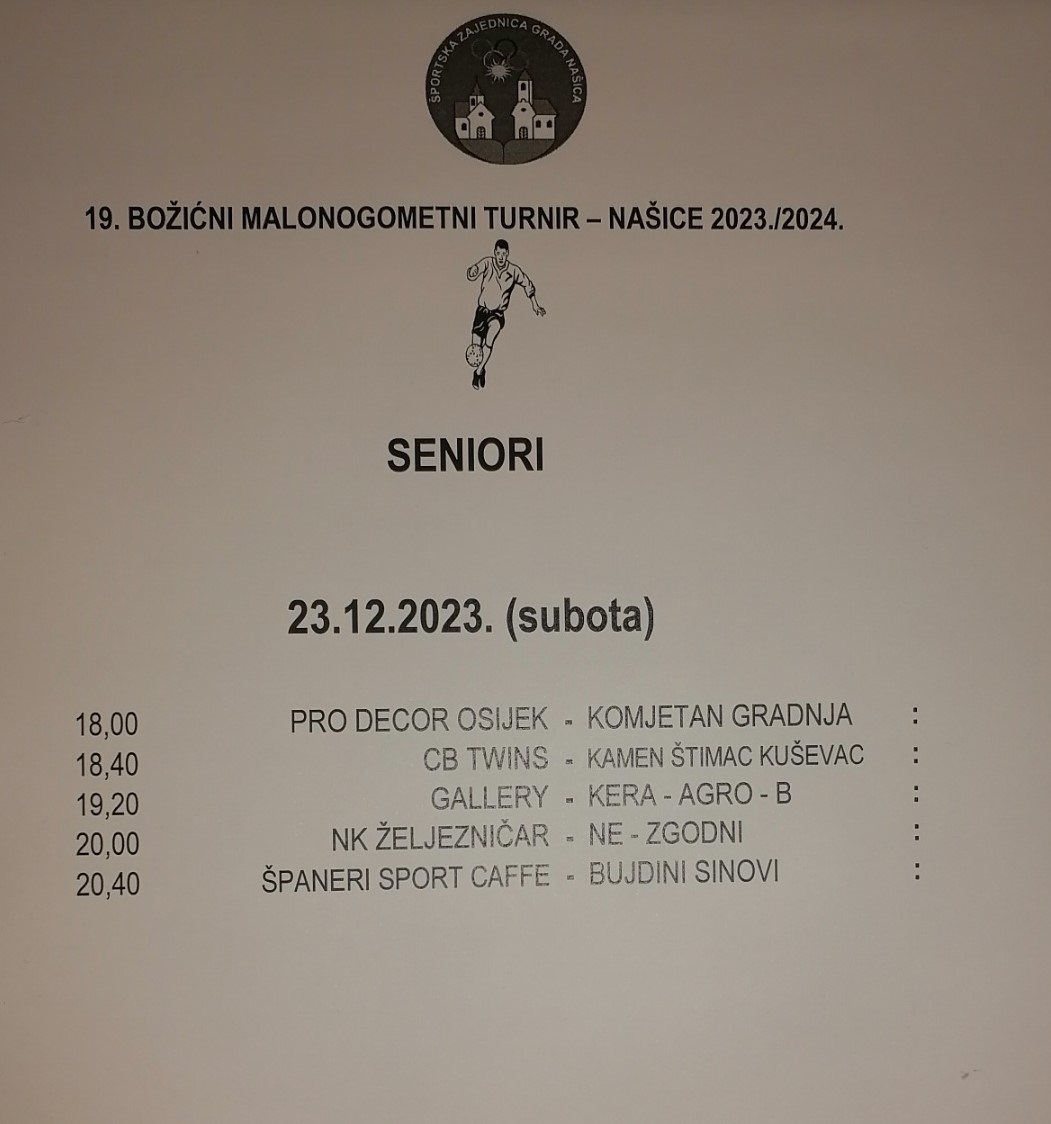 ŠPORTSKA ZAJEDNICA GRADA NAŠICA
19. BOŽIĆNI MALONOGOMETNI TURNIR – NAŠICE 2023./2024.
SENIORI
23.12.2023. (subota)
18,00 PRO DECOR OSIJEK - KOMJETAN GRADNJA :
18,40 CB TWINS - KAMEN ŠTIMAC KUŠEVAC :
19,20 GALLERY - KERA - AGRO - B :
20,00 NK ŽELJEZNIČAR - NE - ZGODNI :
20,40 ŠPANERI SPORT CAFFE - BUJDINI SINOVI :